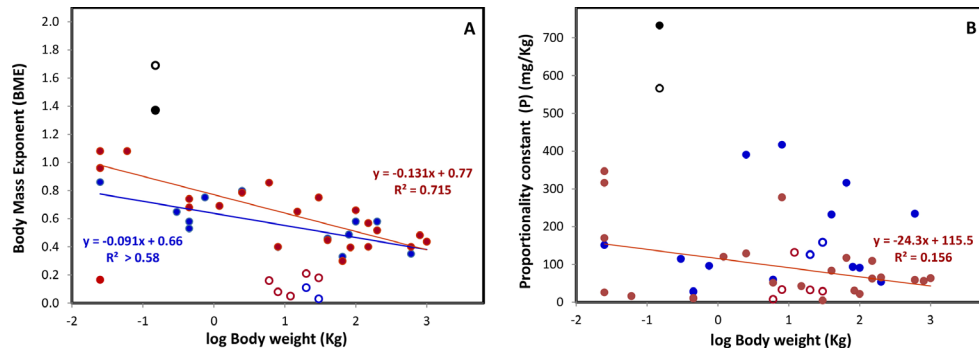 A
Body Mass Exponent (BME)
2.0
1.8
1.6
1.4
1.2
1.0
0.8
0.6
0.4
0.2
0.0
y = -0.131x + 0.77
R² = 0.715
y = -0.091x + 0.66
R² > 0.58
-2 -1 0 1 2 3
log Body weight (Kg)
B
Proportionality constant (P) (mg/Kg)
700
600
500
400
300
200
100
0
y = -24.3x + 115.5
R² = 0.156
-2 -1 0 1 2 3
log Body weight (Kg)